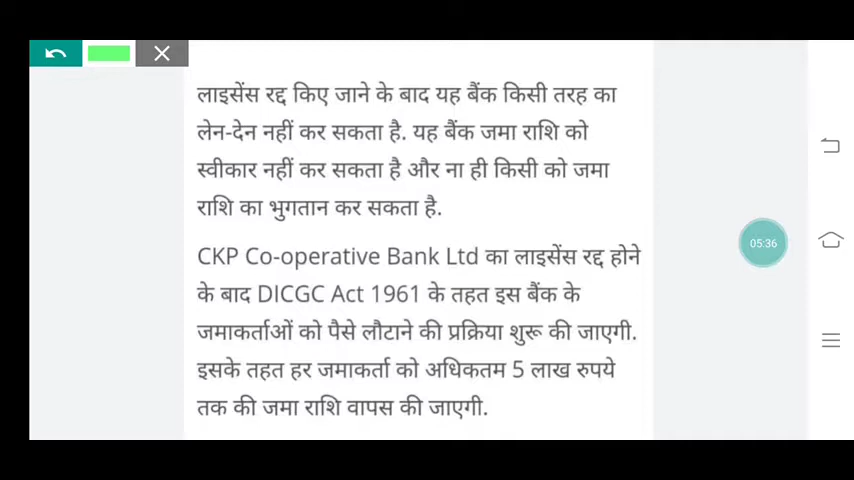 लाइसेंस रद्द किए जाने के बाद यह बैंक किसी तरह का
लेन-देन नहीं कर सकता है. यह बैंक जमा राशि को
स्वीकार नहीं कर सकता है और ना ही किसी को जमा
राशि का भुगतान कर सकता है.
CKP Co-operative Bank Ltd का लाइसेंस रद्द होने
के बाद DICGC Act 1961 के तहत इस बैंक के
जमाकर्ताओं को पैसे लौटाने की प्रक्रिया शुरू की जाएगी.
इसके तहत हर जमाकर्ता को अधिकतम 5 लाख रुपये
तक की जमा राशि वापस की जाएगी.
05:36